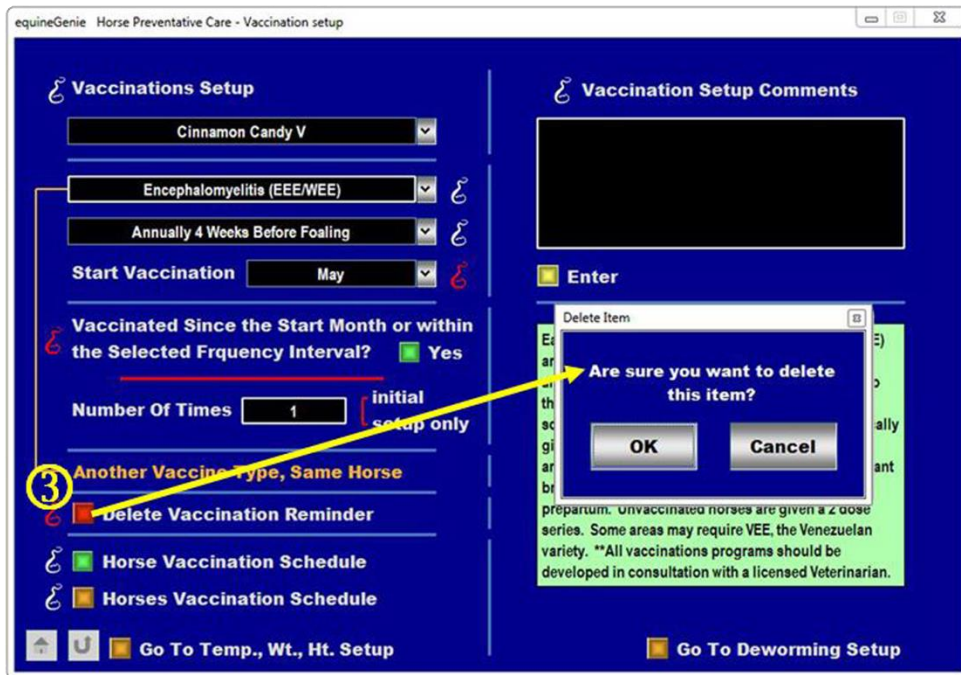 equineGenie Horse Preventative Care - Vaccination setup
Vaccinations Setup
Cinnamon Candy V
Encephalomyelitis (EEE/WEE)
Annually 4 Weeks Before Foaling
Start Vaccination May
Vaccinated Since the Start Month or within
the Selected Frquency Interval? Yes
Number Of Times 1 initial
setup only
Another Vaccine Type, Same Horse
3
Delete Vaccination Reminder
Horse Vaccination Schedule
Horses Vaccination Schedule
Go To Temp., Wt., Ht. Setup
Vaccination Setup Comments
Enter
Delete Item
Are sure you want to delete
this item?
OK Cancel
prepartum. Unvaccinated horses are given a 2 dose
series. Some areas may require VEE, the Venezuelan
variety. **All vaccinations programs should be
developed in consultation with a licensed Veterinarian.
Go To Deworming Setup